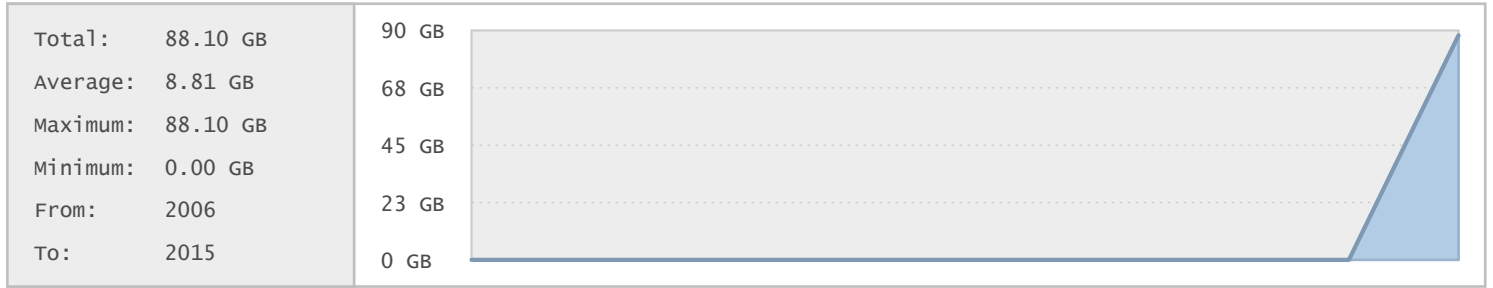 Total: 88.10 GB
Average: 8.81 GB
Maximum: 88.10 GB
Minimum: 0.00 GB
From: 2006
To: 2015
90 GB
68 GB
45 GB
23 GB
0 GB